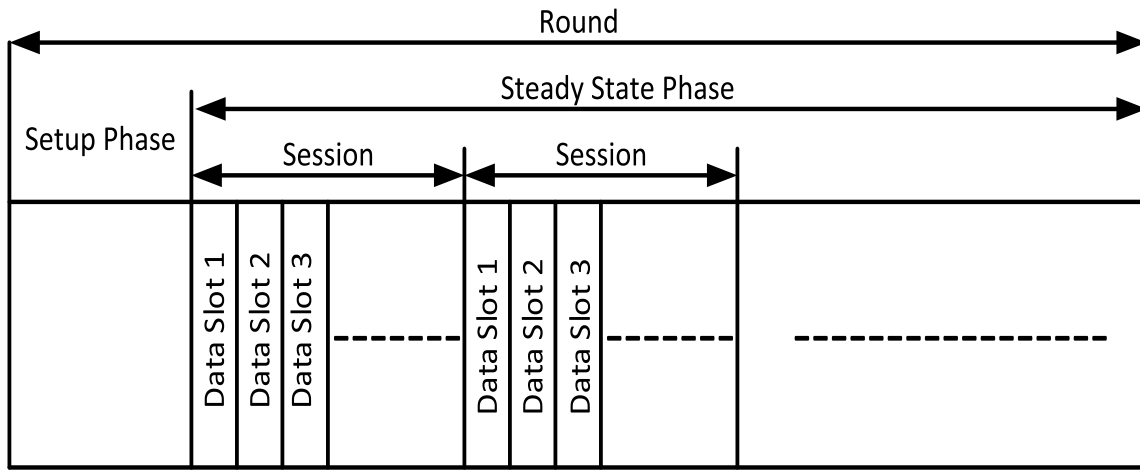 Round
Steady State Phase
Setup Phase
Session
Session
Data Slot 1
Data Slot 2
Data Slot 3
Data Slot 1
Data Slot 2
Data Slot 3